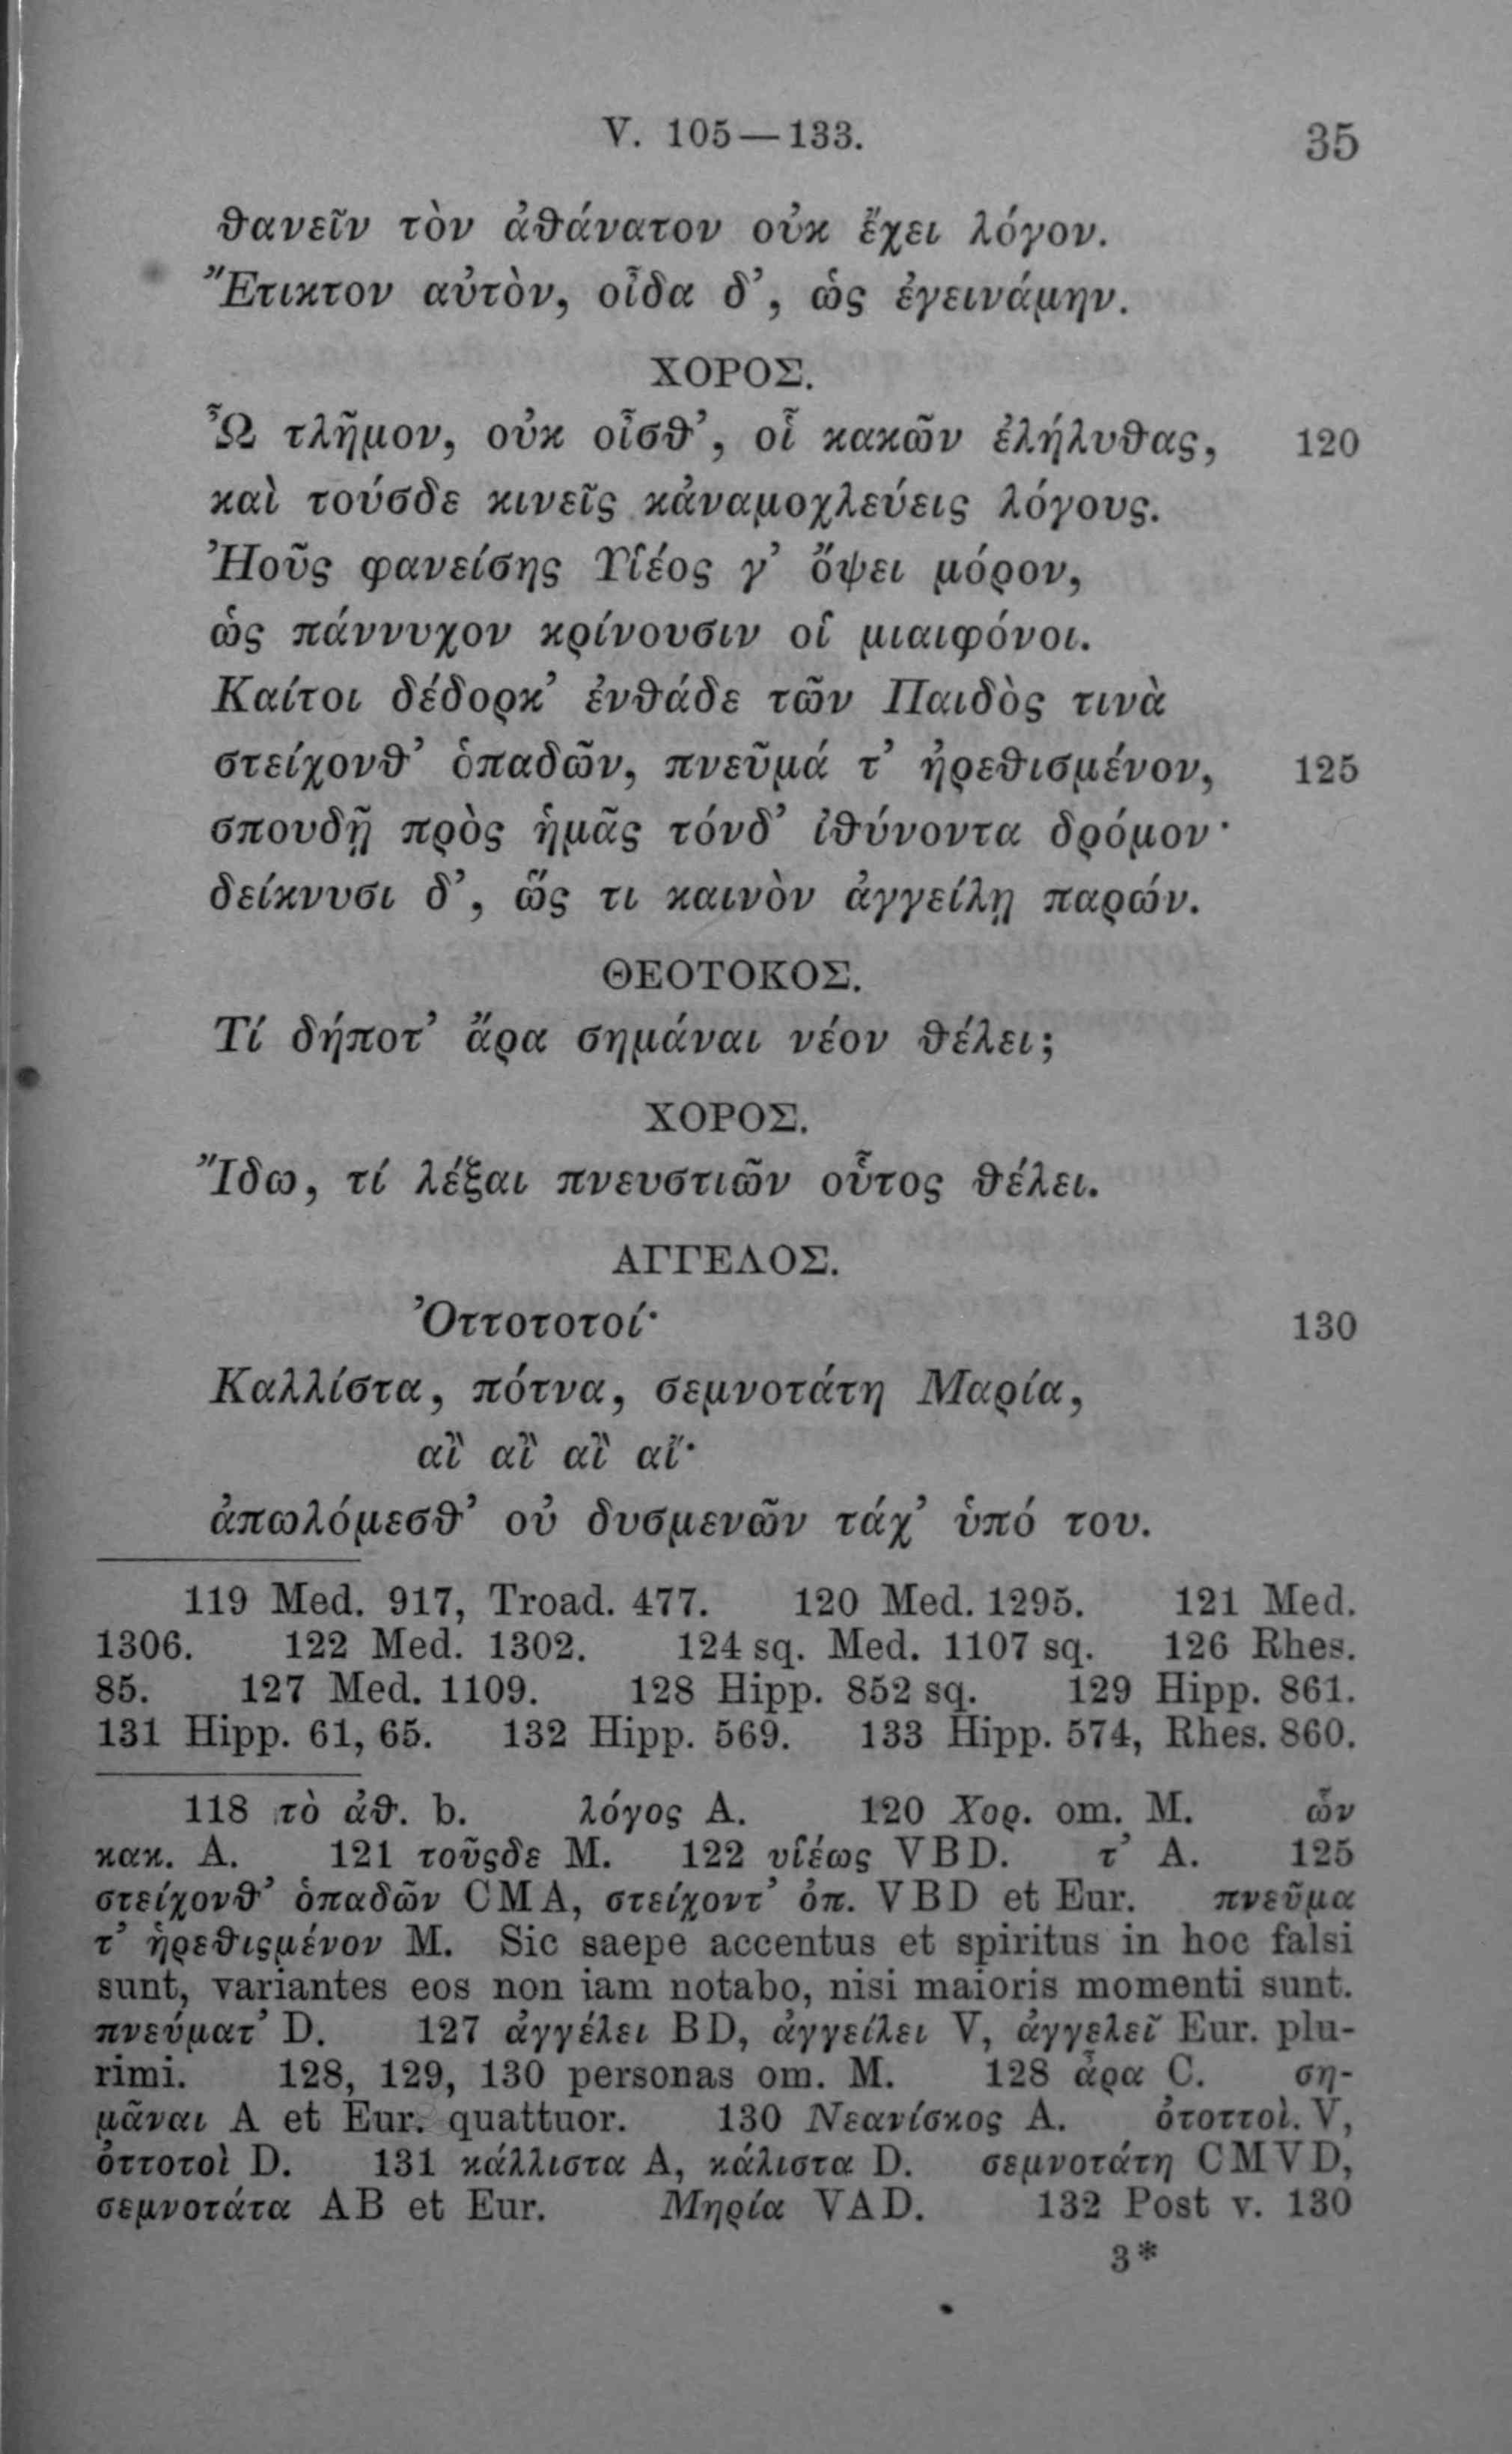 V. 105—133. 35
θανεῖν τὸν ἀθάνατον οὐκ ἔχει λόγον.
Ἔτικτον αὐτὸν, οἶδα δ’, ὡς ἐγεινάμην.
ΧΟΡΟΣ.
Ὦ τλῆμον, οὐκ οἶσθ’, οἷ κακῶν ἐλήλυθας, 120
καὶ τούσδε κινεῖς κἀναμοχλεύεις λόγους.
Ἠοῦς φανείσης Υἱέος γ’ ὄψει μόρον,
ὡς πάννυχον κρίνουσιν οἱ μιαιφόνοι.
Καίτοι δέδορκ’ ἐνθάδε τῶν Παιδὸς τινὰ
στείχονθ’ ὁπαδῶν, πνεῦμά τ’ ἠρεθισμένον, 125
σπουδῇ πρὸς ἡμᾶς τόνδ’ ἰθύνοντα δρόμον·
δείκνυσι δ’, ὥς τι καινὸν ἀγγείλῃ παρών.
ΘΕΟΤΟΚΟΣ.
Τί δήποτ’ ἄρα σημάναι νέον θέλει;
ΧΟΡΟΣ.
Ἴδω, τί λέξαι πνευστιῶν οὗτος θέλει.
ΑΓΓΕΛΟΣ.
Ὀττοτοτοί· 130
Καλλίστα, πότνα, σεμνοτάτη Μαρία,
αἲ αἲ αἲ αἴ·
ἀπωλόμεσθ’ οὐ δυσμενῶν τάχ’ ὑπό του.
119 Med. 917, Troad. 477. 120 Med. 1295. 121 Med.
1306. 122 Med. 1302. 124 sq. Med. 1107 sq. 126 Rhes.
85. 127 Med. 1109. 128 Hipp. 852 sq. 129 Hipp. 861.
131 Hipp. 61, 65. 132 Hipp. 569. 133 Hipp. 574, Rhes. 860.
118 τὸ ἀθ. b. λόγος A. 120 Χορ. om. M. ὧν
κακ. A. 121 τοῦςδε M. 122 υἱέως VBD. τ’ A. 125
στείχονθ’ ὁπαδῶν CMA, στείχοντ’ ὀπ. VBD et Eur. πνεῦμα
τ’ ἠρεθιςμένον M. Sic saepe accentus et spiritus in hoc falsi
sunt, variantes eos non iam notabo, nisi maioris momenti sunt.
πνεύματ’ D. 127 ἀγγέλει BD, ἀγγείλει V, ἀγγελεῖ Eur. plu-
rimi. 128, 129, 130 personas om. M. 128 ἆρα C. ση-
μᾶναι A et Eur. quattuor. 130 Νεανίσκος A. ὀτοττοὶ. V,
ὀττοτοὶ D. 131 κάλλιστα A, κάλιστα D. σεμνοτάτη CMVD,
σεμνοτάτα AB et Eur. Μηρία VAD. 132 Post v. 130
3*